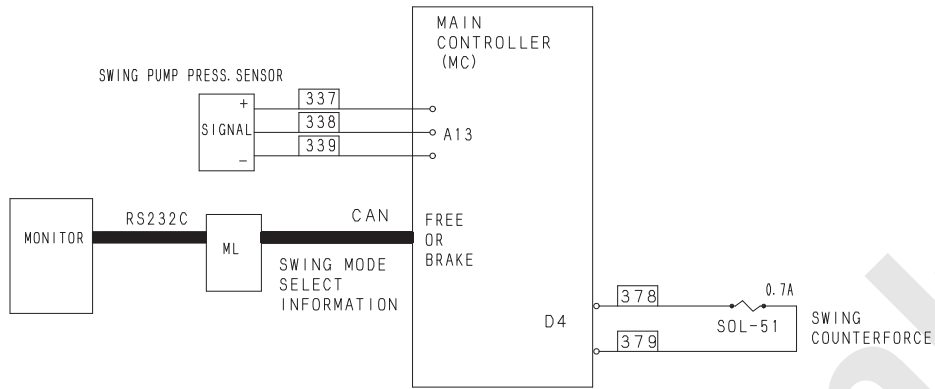 MAIN
CONTROLLER
(MC)
SWING PUMP PRESS. SENSOR
+
SIGNAL
−
337
338
339
A13
MONITOR
RS232C
ML
CAN
SWING MODE
SELECT
INFORMATION
FREE
OR
BRAKE
D4
378
379
0.7A
SOL-51
SWING
COUNTERFORCE